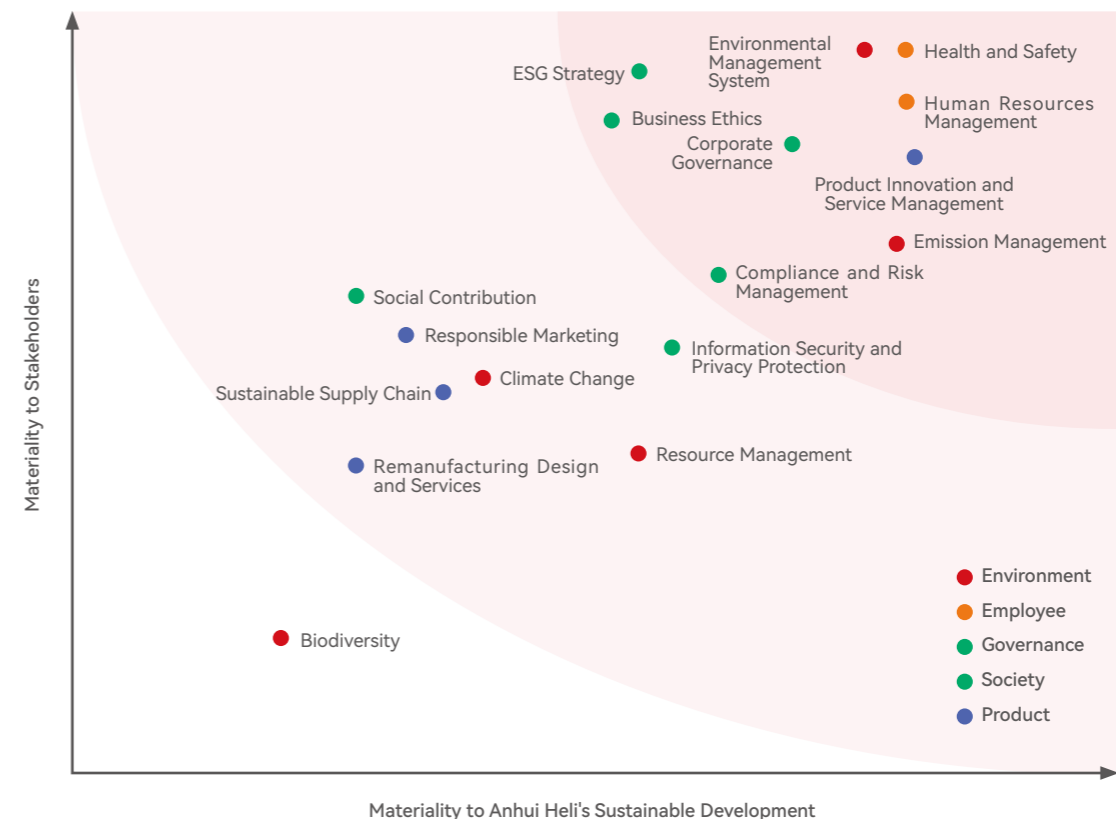 Environmental
Management
System
Health and Safety
ESG Strategy
Human Resources
Management
Business Ethics
Corporate
Governance
Product Innovation and
Service Management
Emission Management
Compliance and Risk
Management
Social Contribution
Responsible Marketing
Information Security and
Privacy Protection
Climate Change
Sustainable Supply Chain
Resource Management
Remanufacturing Design
and Services
Biodiversity
Environment
Employee
Governance
Society
Product
Materiality to Stakeholders
Materiality to Anhui Heli's Sustainable Development